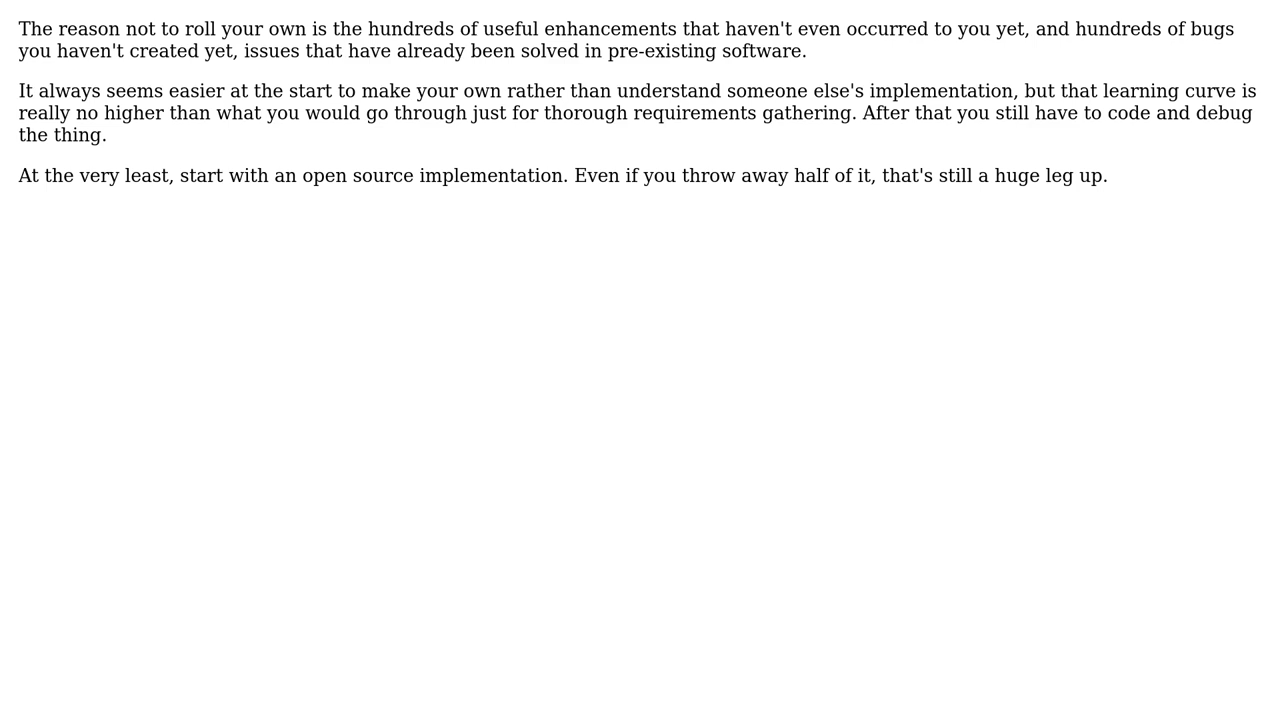 The reason not to roll your own is the hundreds of useful enhancements that haven't even occurred to you yet, and hundreds of bugs
you haven't created yet, issues that have already been solved in pre-existing software.
It always seems easier at the start to make your own rather than understand someone else's implementation, but that learning curve is
really no higher than what you would go through just for thorough requirements gathering. After that you still have to code and debug
the thing.
At the very least, start with an open source implementation. Even if you throw away half of it, that's still a huge leg up.